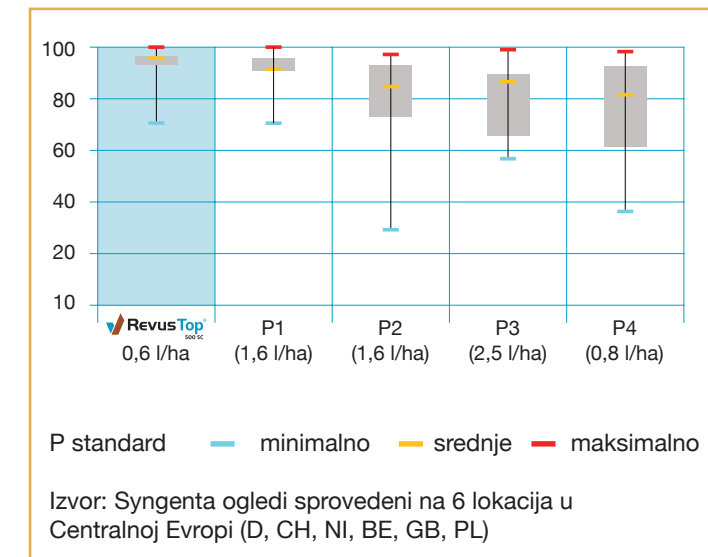 100
80
60
40
20
10
RevusTop®
500 SC
0,6 l/ha
P1
(1,6 l/ha)
P2
(1,6 l/ha)
P3
(2,5 l/ha)
P4
(0,8 l/ha)
P standard minimalno srednje maksimalno
Izvor: Syngenta ogledi sprovedeni na 6 lokacija u
Centralnoj Evropi (D, CH, NI, BE, GB, PL)